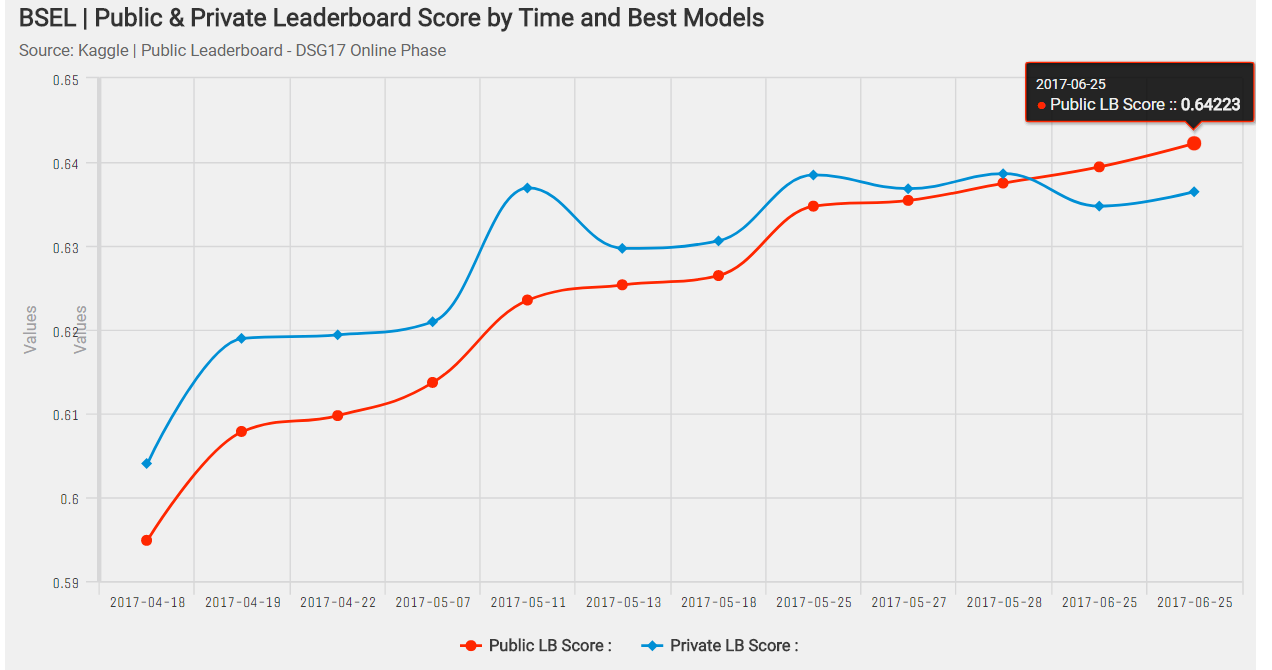 BSEL | Public & Private Leaderboard Score by Time and Best Models
Source: Kaggle | Public Leaderboard - DSG17 Online Phase
2017-06-25
Public LB Score :: 0.64223
0.65
0.64
0.63
0.62
0.61
0.6
0.59
Values
Values
2017-04-18 2017-04-19 2017-04-22 2017-05-07 2017-05-11 2017-05-13 2017-05-18 2017-05-25 2017-05-27 2017-05-28 2017-06-25 2017-06-25
Public LB Score : Private LB Score :